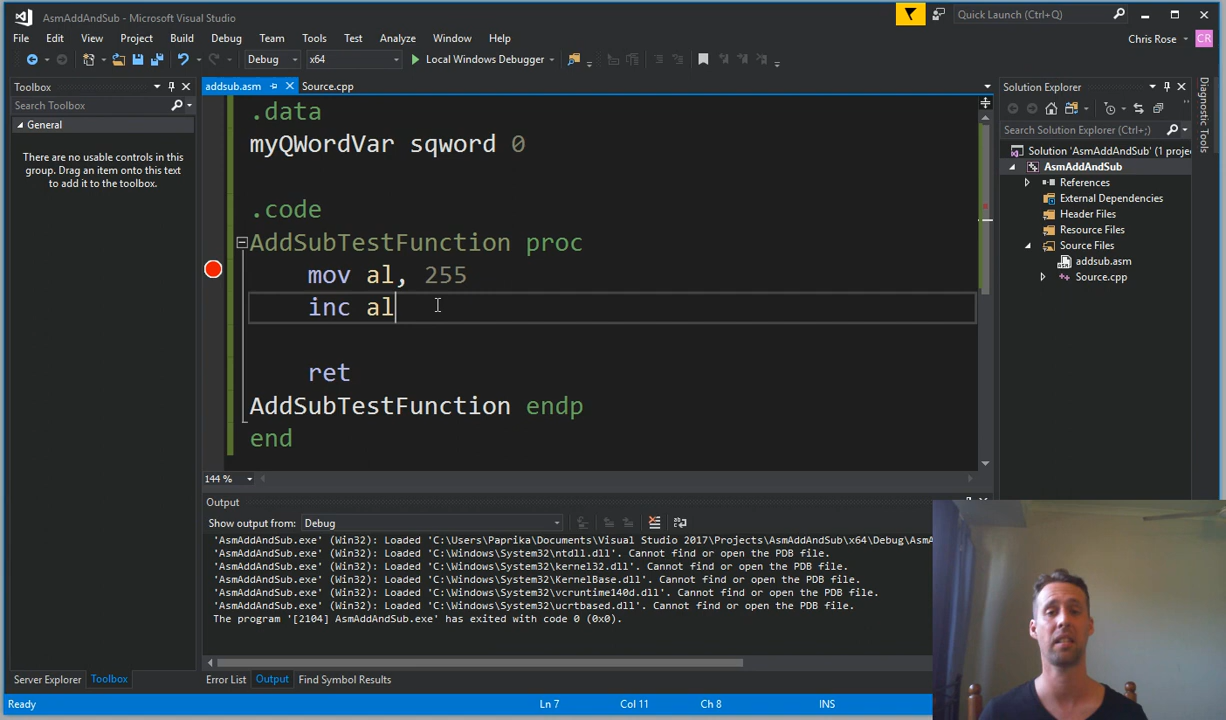 AsmAddAndSub - Microsoft Visual Studio
Quick Launch (Ctrl+Q)
File Edit View Project Build Debug Team Tools Test Analyze Window Help
Chris Rose
CR
Debug x64 Local Windows Debugger
Toolbox
Search Toolbox
General
There are no usable controls in this
group. Drag an item onto this text
to add it to the toolbox.
addsub.asm Source.cpp
.data
myQWordVar sqword 0
.code
AddSubTestFunction proc
mov al, 255
inc al
ret
AddSubTestFunction endp
end
144 %
Solution Explorer
Search Solution Explorer (Ctrl+;)
Solution 'AsmAddAndSub' (1 proje
AsmAddAndSub
References
External Dependencies
Header Files
Resource Files
Source Files
addsub.asm
Source.cpp
Diagnostic Tools
Output
Show output from: Debug
'AsmAddAndSub.exe' (Win32): Loaded 'C:\Users\Paprika\Documents\Visual Studio 2017\Projects\AsmAddAndSub\x64\Debug\AsmA
'AsmAddAndSub.exe' (Win32): Loaded 'C:\Windows\System32\ntdll.dll'. Cannot find or open the PDB file.
'AsmAddAndSub.exe' (Win32): Loaded 'C:\Windows\System32\kernel32.dll'. Cannot find or open the PDB file.
'AsmAddAndSub.exe' (Win32): Loaded 'C:\Windows\System32\KernelBase.dll'. Cannot find or open the PDB file.
'AsmAddAndSub.exe' (Win32): Loaded 'C:\Windows\System32\vcruntime140d.dll'. Cannot find or open the PDB file.
'AsmAddAndSub.exe' (Win32): Loaded 'C:\Windows\System32\ucrtbased.dll'. Cannot find or open the PDB file.
The program '[2104] AsmAddAndSub.exe' has exited with code 0 (0x0).
Server Explorer Toolbox
Error List Output Find Symbol Results
Ready Ln 7 Col 11 Ch 8 INS